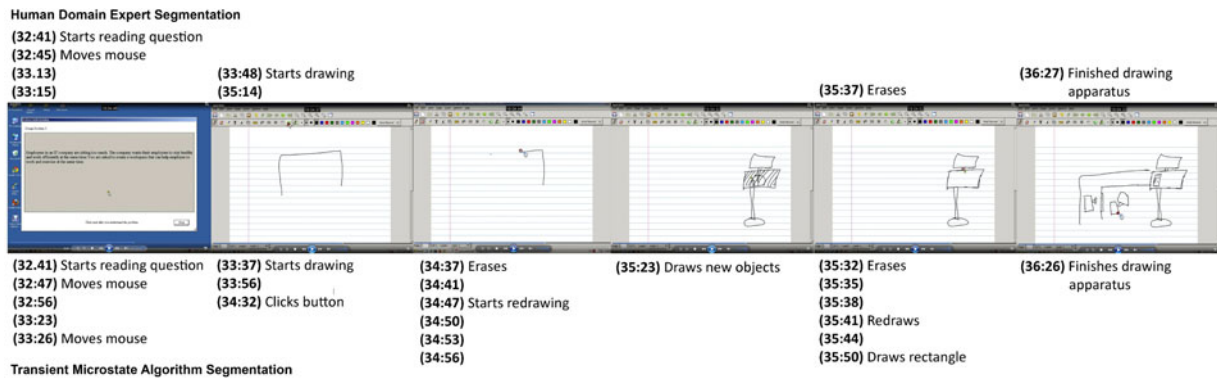 Human Domain Expert Segmentation
(32:41) Starts reading question
(32:45) Moves mouse
(33.13)
(33:15)
(33:48) Starts drawing
(35:14)
(35:37) Erases
(36:27) Finished drawing
apparatus
(32.41) Starts reading question
(32:47) Moves mouse
(32:56)
(33:23)
(33:26) Moves mouse
(33:37) Starts drawing
(33:56)
(34:32) Clicks button
(34:37) Erases
(34:41)
(34:47) Starts redrawing
(34:50)
(34:53)
(34:56)
(35:23) Draws new objects
(35:32) Erases
(35:35)
(35:38)
(35:41) Redraws
(35:44)
(35:50) Draws rectangle
(36:26) Finishes drawing
apparatus
Transient Microstate Algorithm Segmentation